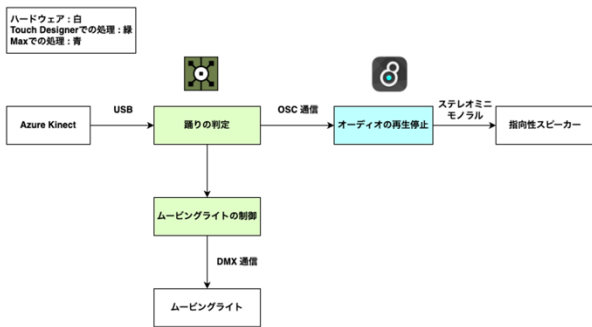 ハードウェア : 白
Touch Designerでの処理 : 緑
Maxでの処理 : 青
Azure Kinect
USB
踊りの判定
OSC 通信
オーディオの再生停止
ステレオミニ
モノラル
指向性スピーカー
ムービングライトの制御
DMX 通信
ムービングライト